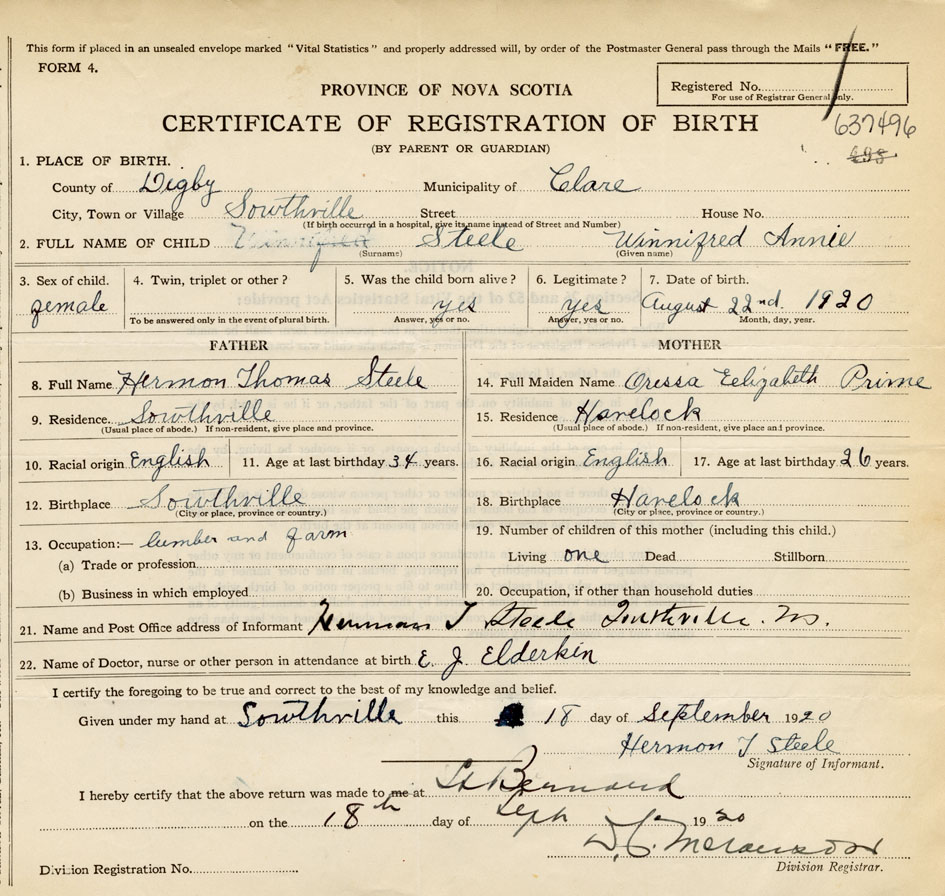 This form if placed in an unsealed envelope marked "Vital Statistics" and properly addressed will, by order of the Postmaster General pass through the Mails "FREE."
FORM 4.
Registered No.
For use of Registrar General only.
PROVINCE OF NOVA SCOTIA
CERTIFICATE OF REGISTRATION OF BIRTH
637496
(BY PARENT OR GUARDIAN)
1. PLACE OF BIRTH.
County of Digby Municipality of Clare
City, Town or Village Sowthville Street House No.
(If birth occurred in a hospital, give its name instead of Street and Number)
2. FULL NAME OF CHILD Winnifred Steele Winnifred Annie
(Surname) (Given name)
3. Sex of child. 4. Twin, triplet or other? 5. Was the child born alive? 6. Legitimate? 7. Date of birth.
female yes yes August 22nd. 1920
To be answered only in the event of plural birth. Answer, yes or no. Answer, yes or no. Month, day, year.
FATHER MOTHER
8. Full Name Hermon Thomas Steele 14. Full Maiden Name Oressa Eelizabeth Prime
9. Residence Sowthville 15. Residence Havelock
(Usual place of abode.) If non-resident, give place and province. (Usual place of abode.) If non-resident, give place and province.
10. Racial origin English 11. Age at last birthday 34 years. 16. Racial origin English 17. Age at last birthday 26 years.
12. Birthplace Sowthville 18. Birthplace Havelock
(City or place, province or country.) (City or place, province or country.)
13. Occupation:— lumber and farm 19. Number of children of this mother (including this child.)
(a) Trade or profession Living one Dead Stillborn
(b) Business in which employed 20. Occupation, if other than household duties
21. Name and Post Office address of Informant Herman T Steele Southville. N.S.
22. Name of Doctor, nurse or other person in attendance at birth E. J. Elderkin
I certify the foregoing to be true and correct to the best of my knowledge and belief.
Given under my hand at Sowthville this 18 day of September 1920
Hermon T Steele
Signature of Informant.
I hereby certify that the above return was made to me at St Bernard
on the 18th day of Sept 1920
Division Registration No. Division Registrar.